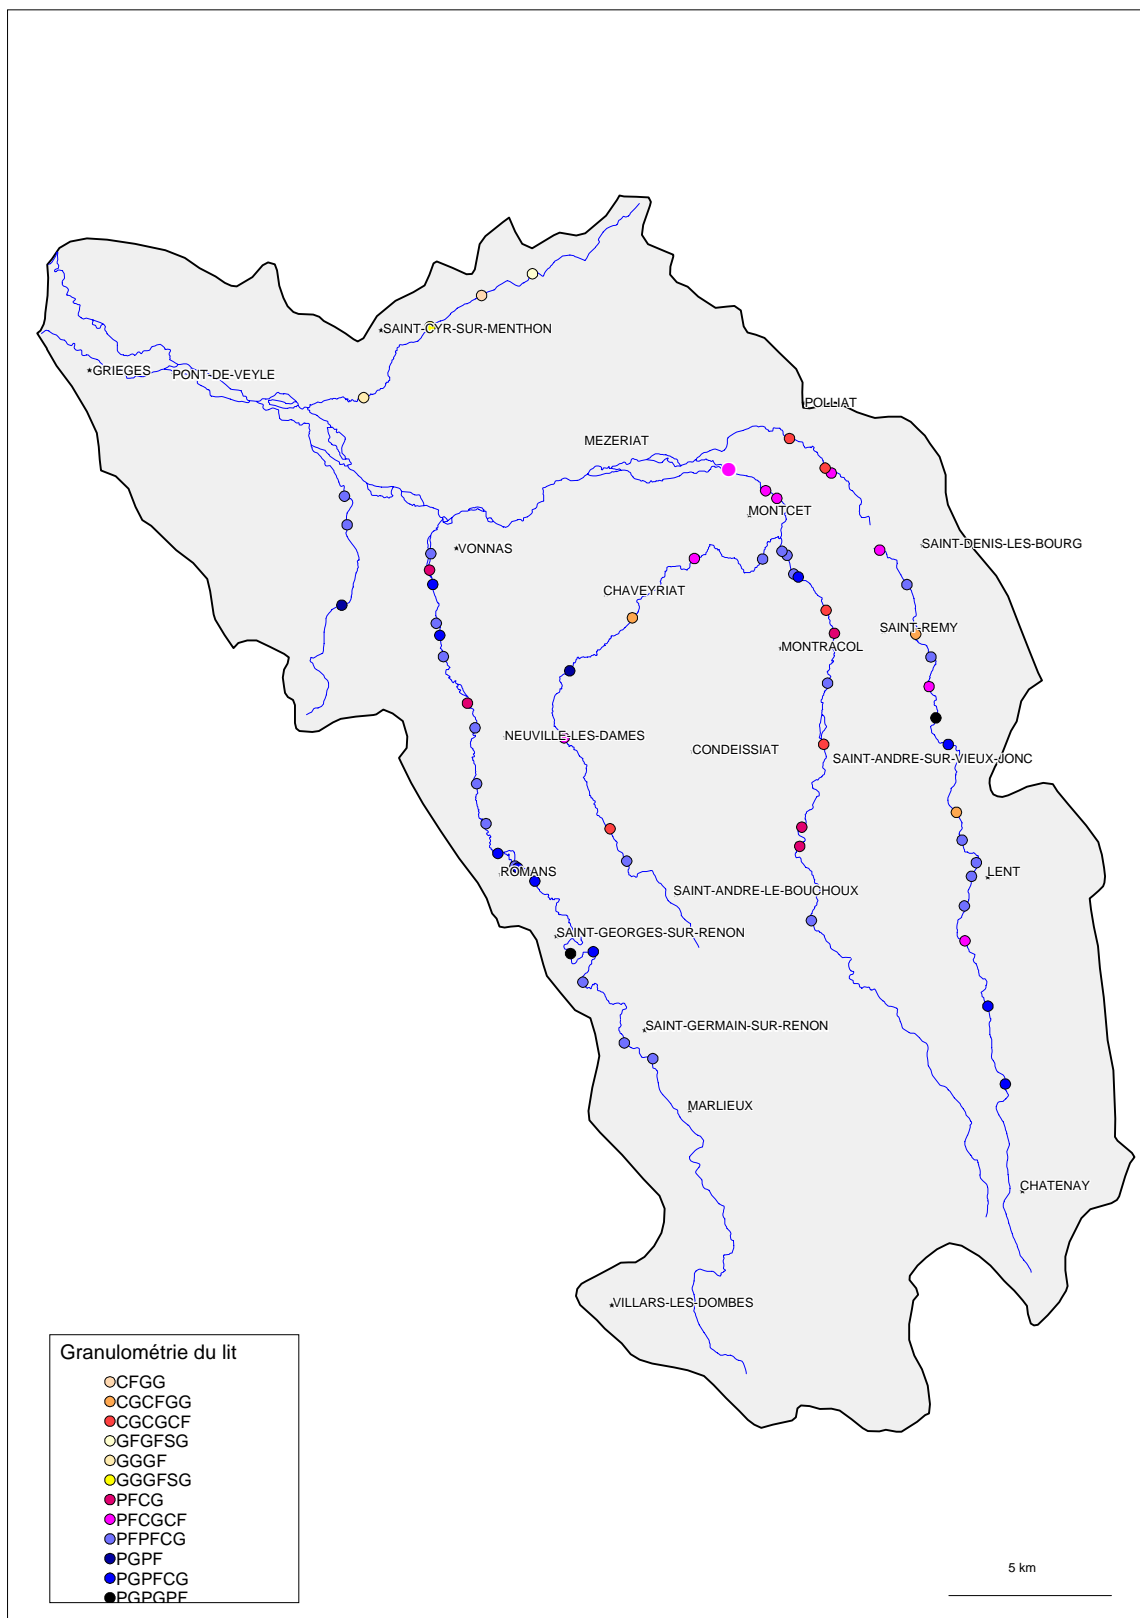 SAINT-CYR-SUR-MENTHON
GRIEGES
PONT-DE-VEYLE
POLLIAT
MEZERIAT
MONTCET
SAINT-DENIS-LES-BOURG
VONNAS
CHAVEYRIAT
SAINT-REMY
MONTRACOL
NEUVILLE-LES-DAMES
CONDEISSIAT
SAINT-ANDRE-SUR-VIEUX-JONC
ROMANS
LENT
SAINT-ANDRE-LE-BOUCHOUX
SAINT-GEORGES-SUR-RENON
SAINT-GERMAIN-SUR-RENON
MARLIEUX
CHATENAY
VILLARS-LES-DOMBES
Granulométrie du lit
CFGG
CGCFGG
CGCGCF
GFGFSG
GGGF
GGGFSG
PFCG
PFCGCF
PFPFCG
PGPF
PGPFCG
PGPGPF
5 km